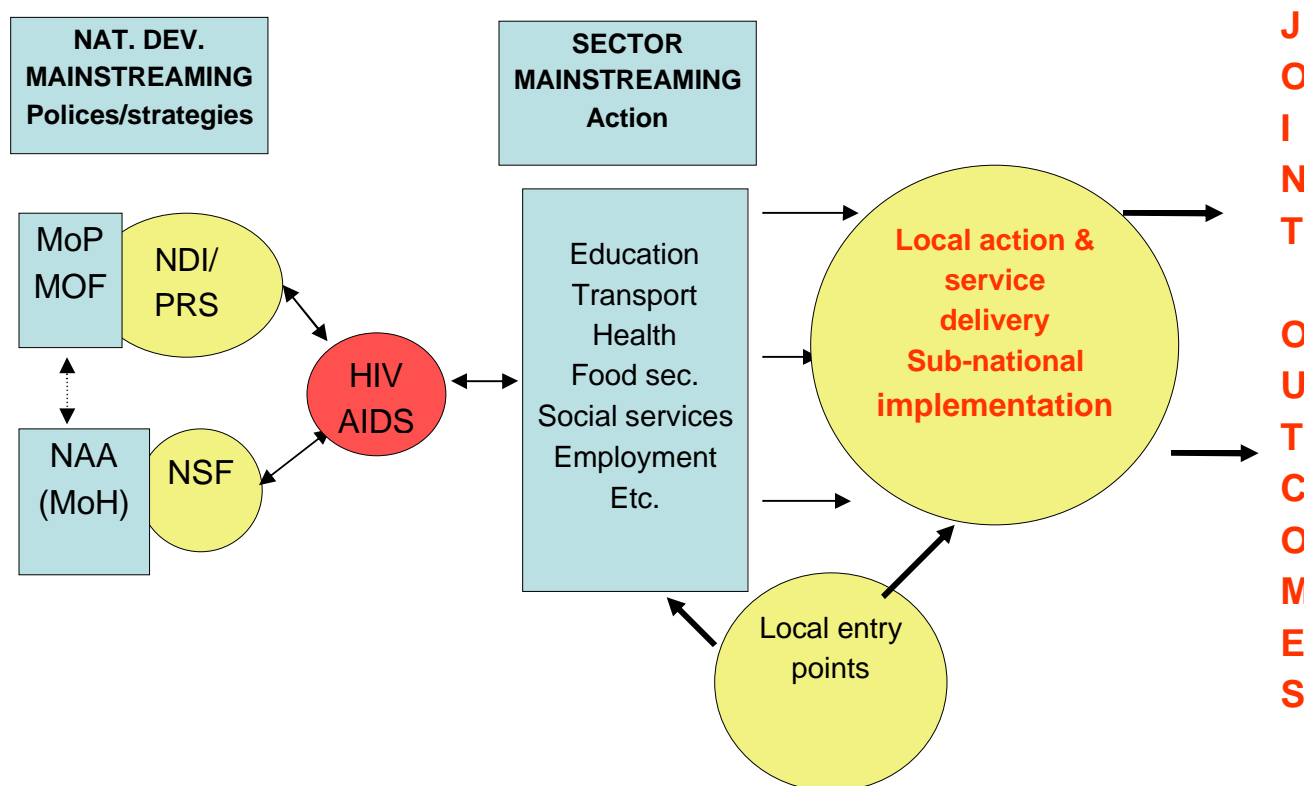 NAT. DEV.
MAINSTREAMING
Polices/strategies
SECTOR
MAINSTREAMING
Action
MoP
MOF
NDI/
PRS
NAA
(MoH)
NSF
HIV
AIDS
Education
Transport
Health
Food sec.
Social services
Employment
Etc.
Local action &
service
delivery
Sub-national
implementation
Local entry
points
J
O
I
N
T
O
U
T
C
O
M
E
S